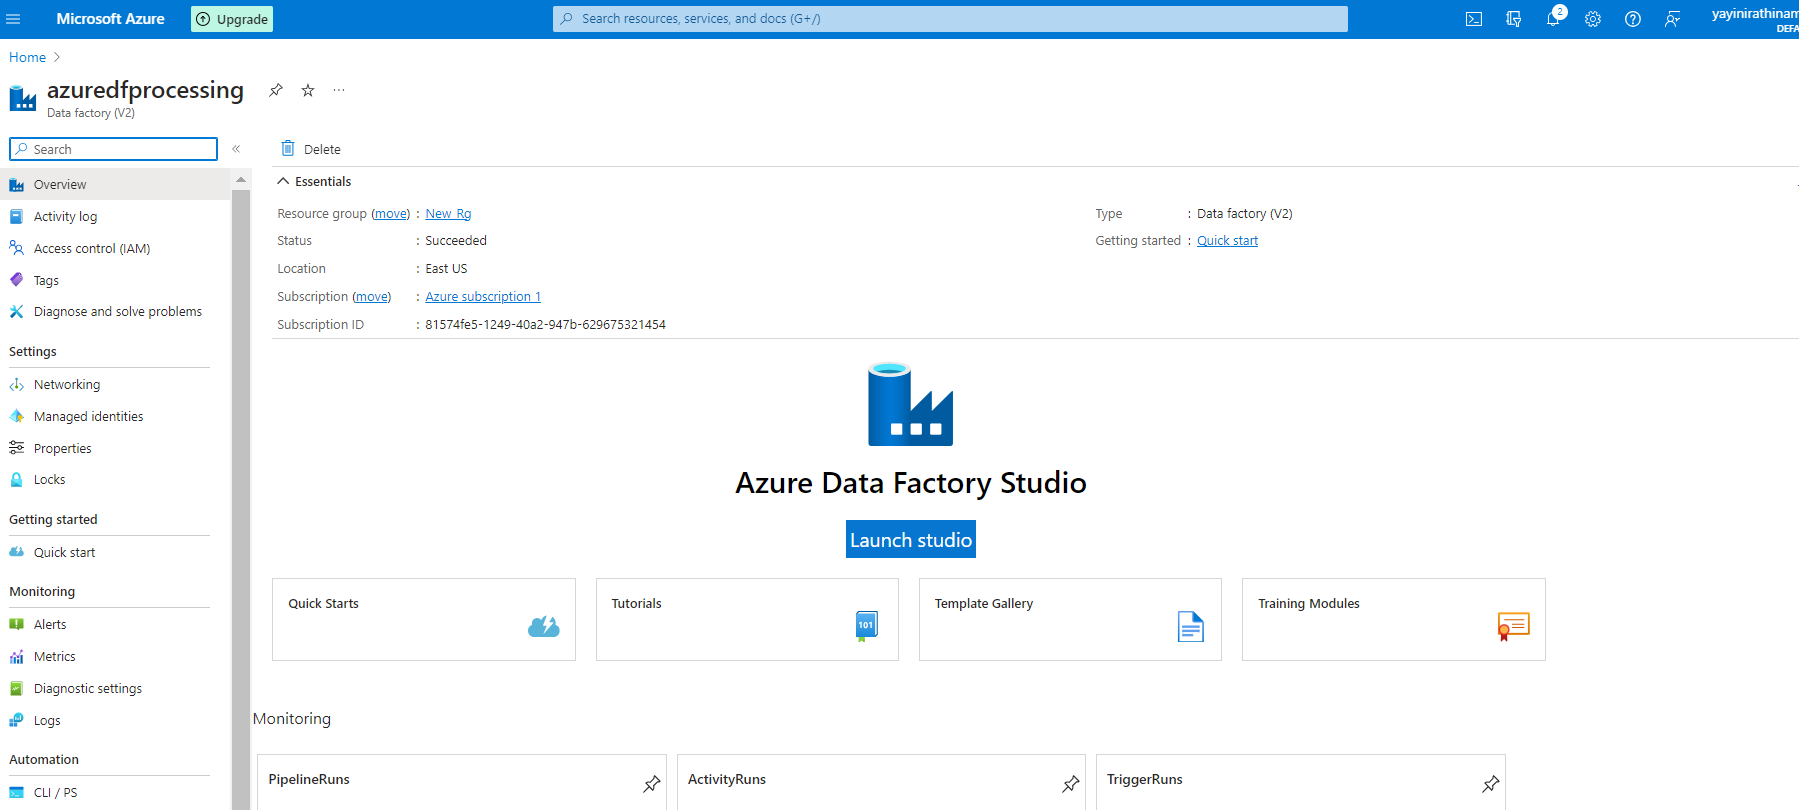 Microsoft Azure
Upgrade
Search resources, services, and docs (G+/)
2
yayinirathinam
Home
azuredfprocessing
Data factory (V2)
Search
Overview
Activity log
Access control (IAM)
Tags
Diagnose and solve problems
Settings
Networking
Managed identities
Properties
Locks
Getting started
Quick start
Monitoring
Alerts
Metrics
Diagnostic settings
Logs
Automation
CLI / PS
Delete
Essentials
Resource group (move) : New_Rg
Status : Succeeded
Location : East US
Subscription (move) : Azure subscription 1
Subscription ID : 81574fe5-1249-40a2-947b-629675321454
Type : Data factory (V2)
Getting started : Quick start
Azure Data Factory Studio
Launch studio
Quick Starts
Tutorials
101
Template Gallery
Training Modules
Monitoring
PipelineRuns
ActivityRuns
TriggerRuns